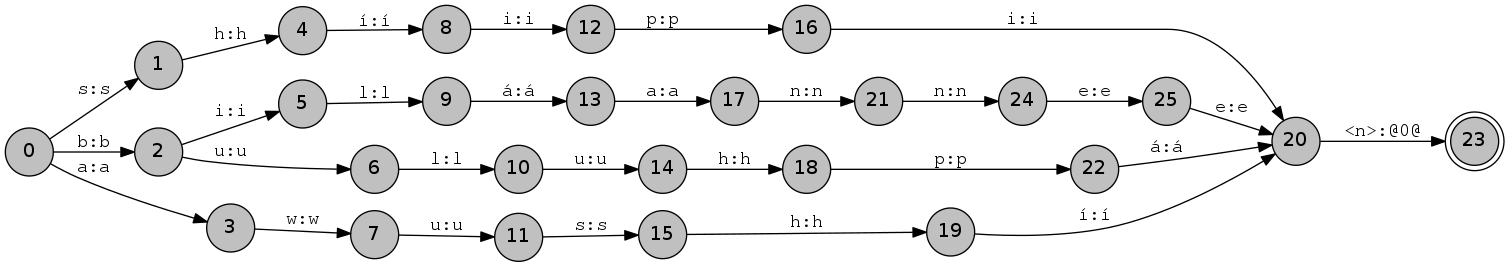 s:s
b:b
a:a
h:h
i:i
u:u
w:w
í:í
l:l
l:l
u:u
i:i
á:á
u:u
s:s
p:p
a:a
h:h
h:h
n:n
p:p
n:n
í:í
i:i
e:e
á:á
e:e
<n>:@0@
0
1
2
3
4
5
6
7
8
9
10
11
12
13
14
15
16
17
18
19
20
21
22
23
24
25